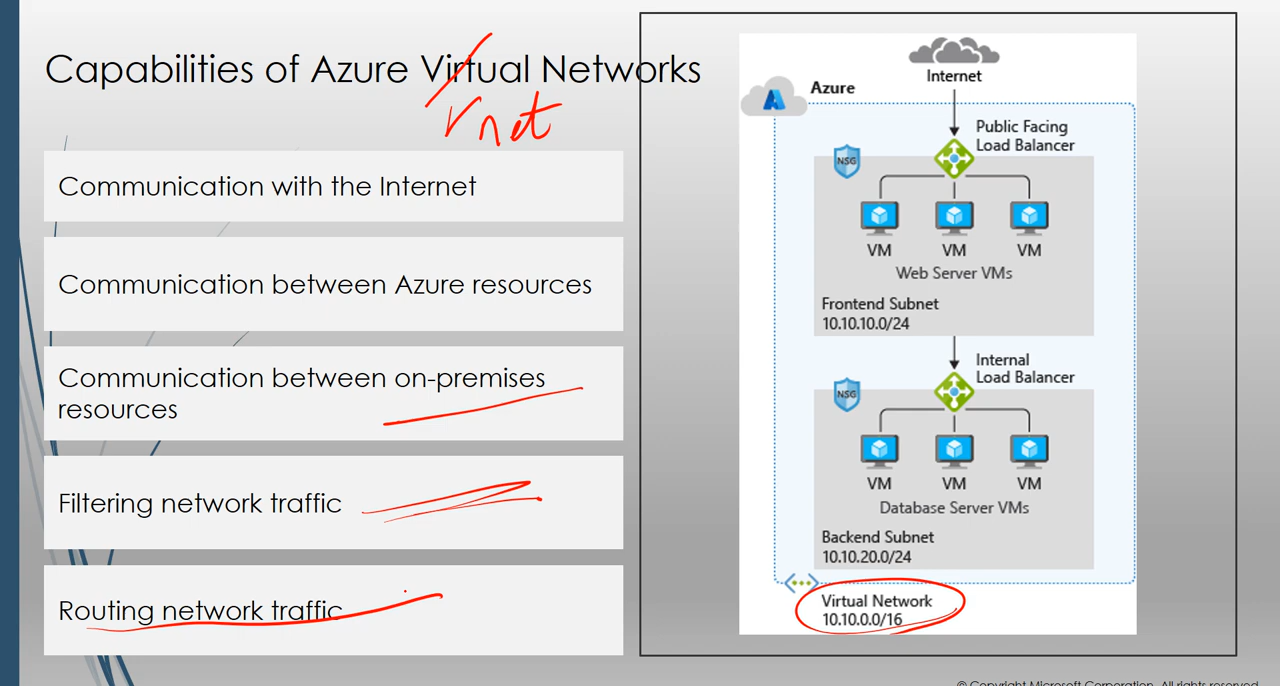 Capabilities of Azure Virtual Networks
vnet
Communication with the Internet
Communication between Azure resources
Communication between on-premises
resources
Filtering network traffic
Routing network traffic
Internet
Azure
Public Facing
Load Balancer
NSG
VM VM VM
Web Server VMs
Frontend Subnet
10.10.10.0/24
Internal
Load Balancer
NSG
VM VM VM
Database Server VMs
Backend Subnet
10.10.20.0/24
Virtual Network
10.10.0.0/16
© Copyright Microsoft Corporation. All rights reserved